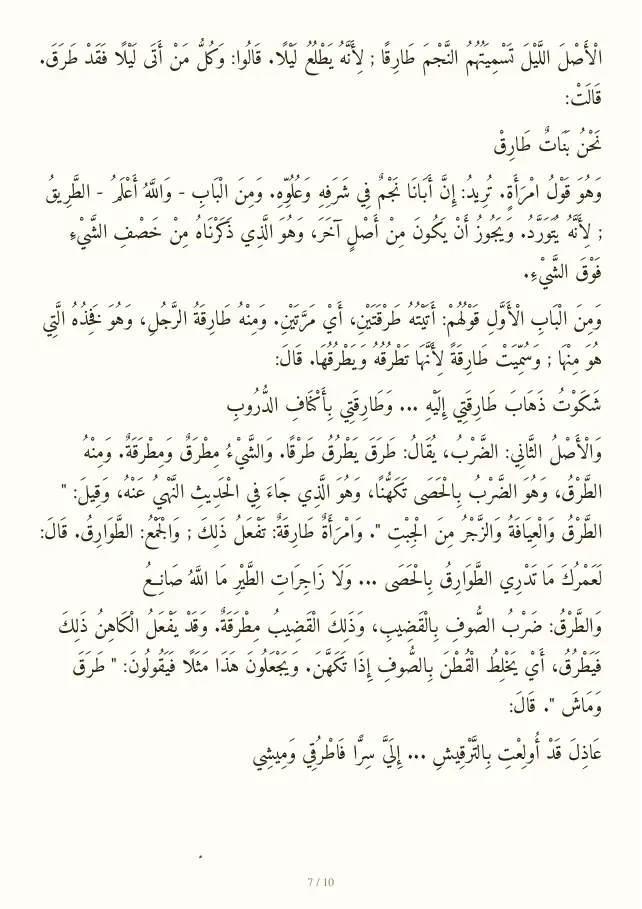 الْأَصْلَ اللَّيْلَ تَسْمِيَتُهُمُ النَّجْمَ طَارِقًا ; لِأَنَّهُ يَطْلُعُ لَيْلًا. قَالُوا: وَكُلُّ مَنْ أَتَى لَيْلًا فَقَدْ طَرَقَ.
قَالَتْ:
نَحْنُ بَنَاتٌ طَارِقْ
وَهُوَ قَوْلُ امْرَأَةٍ. تُرِيدُ: إِنَّ أَبَانَا نَجْمٌ فِي شَرَفِهِ وَعُلُوِّهِ. وَمِنَ الْبَابِ - وَاللَّهُ أَعْلَمُ - الطَّرِيقُ
; لِأَنَّهُ يُتَوَرَّدُ. وَيَجُوزُ أَنْ يَكُونَ مِنْ أَصْلٍ آخَرَ، وَهُوَ الَّذِي ذَكَرْنَاهُ مِنْ خَصْفِ الشَّيْءِ
فَوْقَ الشَّيْءِ.
وَمِنَ الْبَابِ الْأَوَّلِ قَوْلُهُمْ: أَتَيْتُهُ طَرْقَتَيْنِ، أَيْ مَرَّتَيْنِ. وَمِنْهُ طَارِقَةُ الرَّجُلِ، وَهُوَ فَخِذُهُ الَّتِي
هُوَ مِنْهَا ; وَسُمِّيَتْ طَارِقَةً لِأَنَّهَا تَطْرُقُهُ وَيَطْرُقُهَا. قَالَ:
شَكَوْتُ ذَهَابَ طَارِقَتِي إِلَيْهِ ... وَطَارِقَتِي بِأَكْنَافِ الدُّرُوبِ
وَالْأَصْلُ الثَّانِي: الضَّرْبُ، يُقَالُ: طَرَقَ يَطْرُقُ طَرْقًا. وَالشَّيْءُ مِطْرَقٌ وَمِطْرَقَةٌ. وَمِنْهُ
الطَّرْقُ، وَهُوَ الضَّرْبُ بِالْحَصَى تَكَهُّنًا، وَهُوَ الَّذِي جَاءَ فِي الْحَدِيثِ النَّهْيُ عَنْهُ، وَقِيلَ: "
الطَّرْقُ وَالْعِيَافَةُ وَالزَّجْرُ مِنَ الْجِبْتِ ". وَامْرَأَةٌ طَارِقَةٌ: تَفْعَلُ ذَلِكَ ; وَالْجَمْعُ: الطَّوَارِقُ. قَالَ:
لَعَمْرُكَ مَا تَدْرِي الطَّوَارِقُ بِالْحَصَى ... وَلَا زَاجِرَاتِ الطَّيْرِ مَا اللَّهُ صَانِعُ
وَالطَّرْقُ: ضَرْبُ الصُّوفِ بِالْقَضِيبِ، وَذَلِكَ الْقَضِيبُ مِطْرَقَةٌ. وَقَدْ يَفْعَلُ الْكَاهِنُ ذَلِكَ
فَيَطْرُقُ، أَيْ يَخْلِطُ الْقُطْنَ بِالصُّوفِ إِذَا تَكَهَّنَ. وَيَجْعَلُونَ هَذَا مَثَلًا فَيَقُولُونَ: " طَرَقَ
وَمَاشَ ". قَالَ:
عَاذِلَ قَدْ أُولِعْتِ بِالتَّرْقِيشِ ... إِلَيَّ سِرًّا فَاطْرُقِي وَمِيشِي
7 / 10